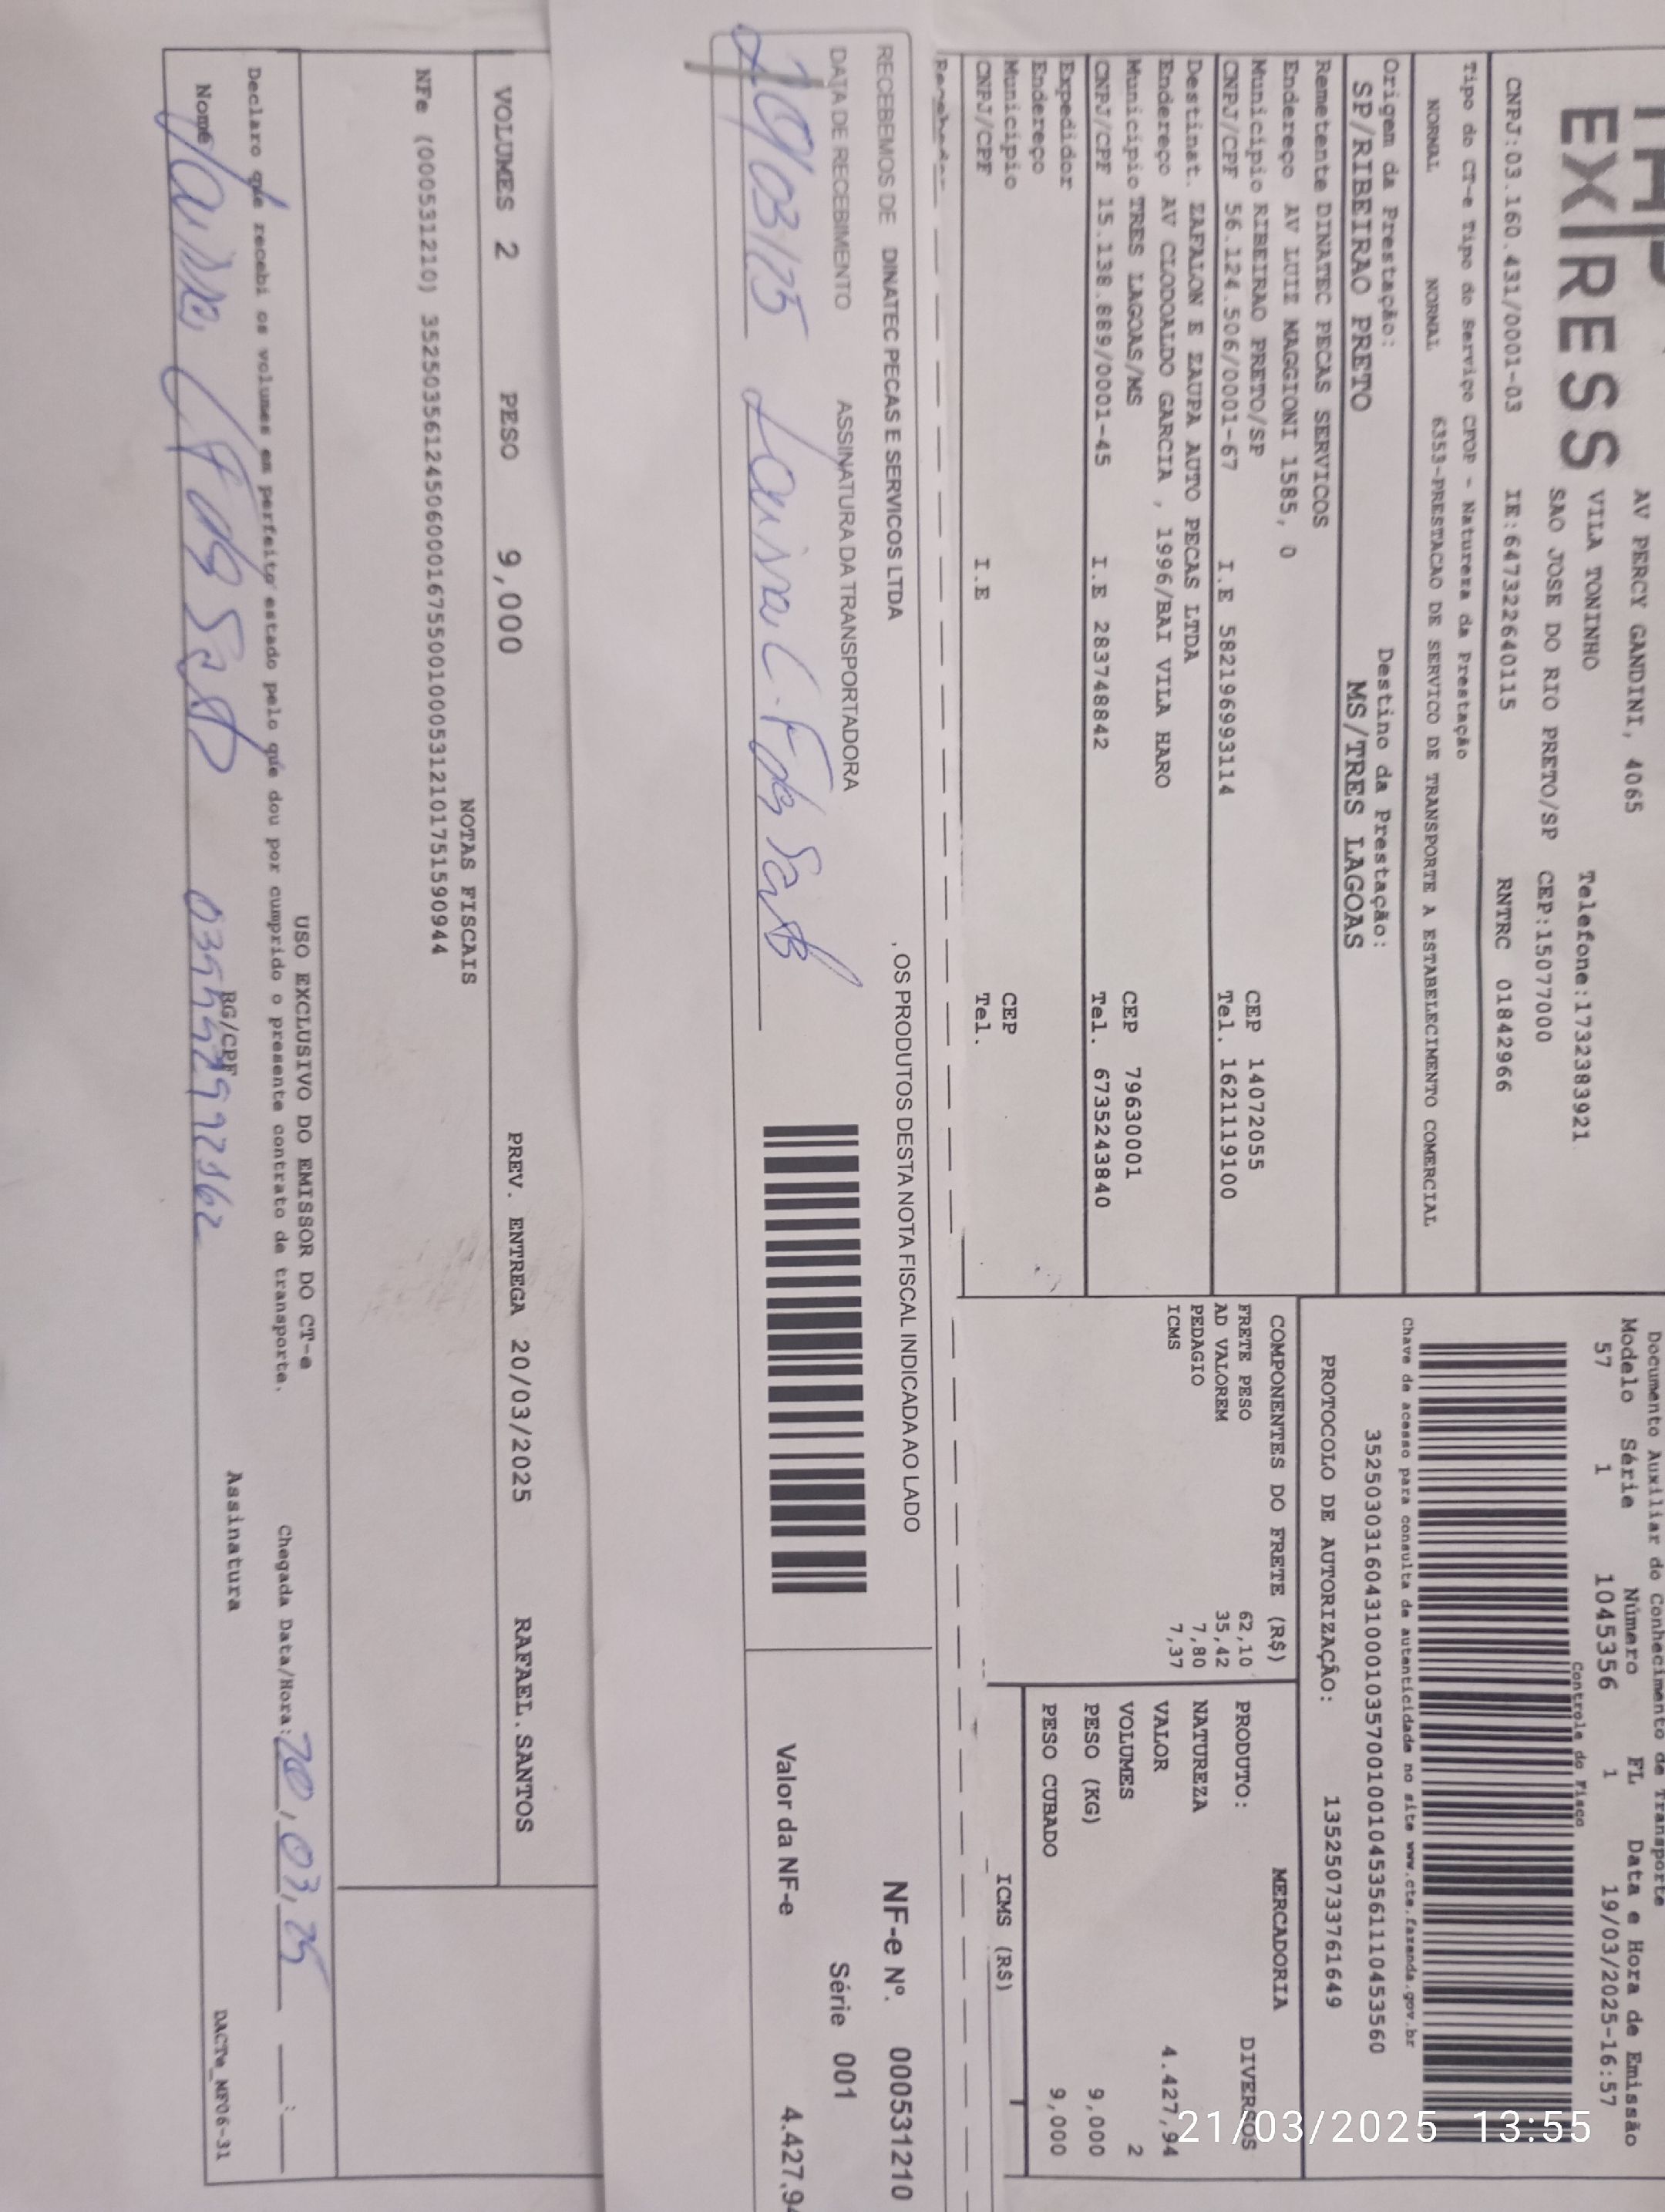 EXPRESS
AV PERCY GANDINI, 4065
VILA TONINHO
Telefone:1732383921
SAO JOSE DO RIO PRETO/SP CEP:15077000
CNPJ:03.160.431/0001-03 IE:647322640115 RNTRC 01842966
Documento Auxiliar do Conhecimento de Transporte
Modelo Série Número FL Data e Hora de Emissão
57 1 1045356 1 19/03/2025-16:57
Controle do Fisco
Tipo do CT-e Tipo do Serviço CFOP - Natureza da Prestação
NORMAL NORMAL 6353-PRESTACAO DE SERVICO DE TRANSPORTE A ESTABELECIMENTO COMERCIAL
Chave de acesso para consulta de autenticidade no site www.cte.fazenda.gov.br
35250303160431000103570010010453561110453560
Origem da Prestação: Destino da Prestação:
SP/RIBEIRAO PRETO MS/TRES LAGOAS
PROTOCOLO DE AUTORIZAÇÃO: 135250733761649
Remetente DINATEC PECAS SERVICOS
Endereço AV LUIZ MAGGIONI 1585, 0
Município RIBEIRAO PRETO/SP CEP 14072055
CNPJ/CPF 56.124.506/0001-67 I.E 582196993114 Tel. 1621119100
Destinat. ZAFALON E ZAUPA AUTO PECAS LTDA
Endereço AV CLODOALDO GARCIA , 1996/BAI VILA HARO
Município TRES LAGOAS/MS CEP 79630001
CNPJ/CPF 15.138.889/0001-45 I.E 283748842 Tel. 6735243840
Expedidor
Endereço
Município CEP
CNPJ/CPF I.E Tel.
COMPONENTES DO FRETE (R$)
FRETE PESO 62,10
AD VALOREM 35,42
PEDAGIO 7,80
ICMS 7,37
MERCADORIA
PRODUTO: DIVERSOS
NATUREZA
VALOR 4.427,94
VOLUMES 2
PESO (KG) 9,000
PESO CUBADO 9,000
ICMS (R$)
RECEBEMOS DE DINATEC PECAS E SERVICOS LTDA , OS PRODUTOS DESTA NOTA FISCAL INDICADA AO LADO
DATA DE RECEBIMENTO ASSINATURA DA TRANSPORTADORA
NF-e Nº. 000531210
Série 001
Valor da NF-e 4.427,94
VOLUMES 2 PESO 9,000 PREV. ENTREGA 20/03/2025 RAFAEL.SANTOS
NOTAS FISCAIS
NFe (000531210) 35250356124506000167550010005312101751590944
USO EXCLUSIVO DO EMISSOR DO CT-e
Declaro que recebi os volumes em perfeito estado pelo que dou por cumprido o presente contrato de transporte.
Chegada Data/Hora: 20,03,25
Nome RG/CPF Assinatura
DACTe_NF06-31
21/03/2025 13:55